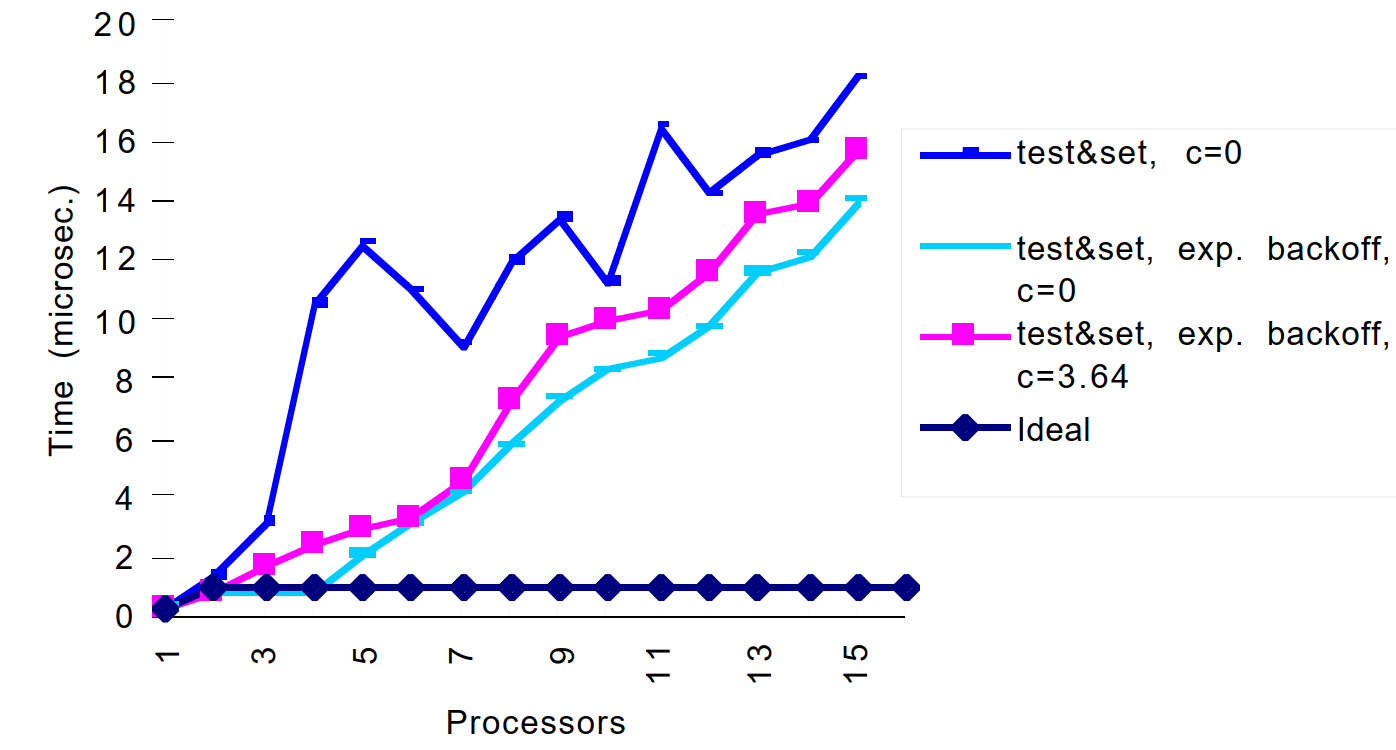 20
18
16
14
12
10
8
6
4
2
0
Time (microsec.)
1 3 5 7 9 11 13 15
Processors
test&set, c=0
test&set, exp. backoff,
c=0
test&set, exp. backoff,
c=3.64
Ideal